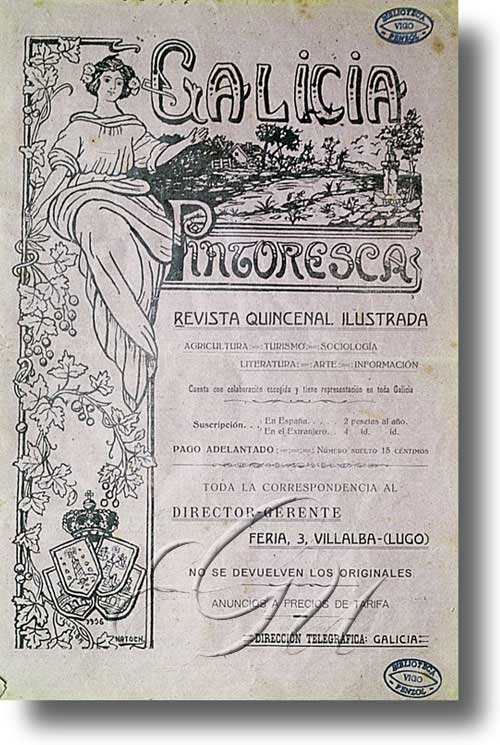 BIBLIOTECA
VIGO
PENZOL
GALICIA
PINTORESCA
REVISTA QUINCENAL ILUSTRADA
AGRICULTURA:—:TURISMO:—:SOCIOLOGÍA
LITERATURA:—:ARTE:—:INFORMACIÓN
Cuenta con colaboración escogida y tiene representación en toda Galicia
Suscripción. . . En España. . . . 2 pesetas al año.
En el Extranjero. . 4 id. id.
PAGO ADELANTADO:—:—:—: NÚMERO SUELTO 15 CÉNTIMOS
TODA LA CORRESPONDENCIA AL
DIRECTOR-GERENTE
FERIA, 3, VILLALBA-(LUGO)
NO SE DEVUELVEN LOS ORIGINALES
ANUNCIOS A PRECIOS DE TARIFA
DIRECCIÓN TELEGRÁFICA: GALICIA
BIBLIOTECA
VIGO
PENZOL